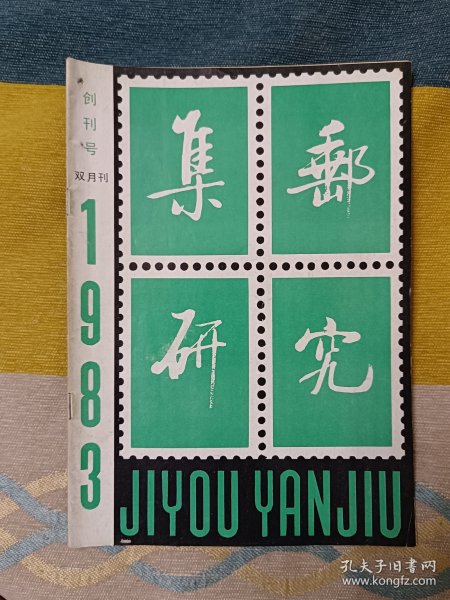 创刊号
双月刊
1983
集郵
研究
JIYOU YANJIU
孔夫子旧书网
www.kongfz.com